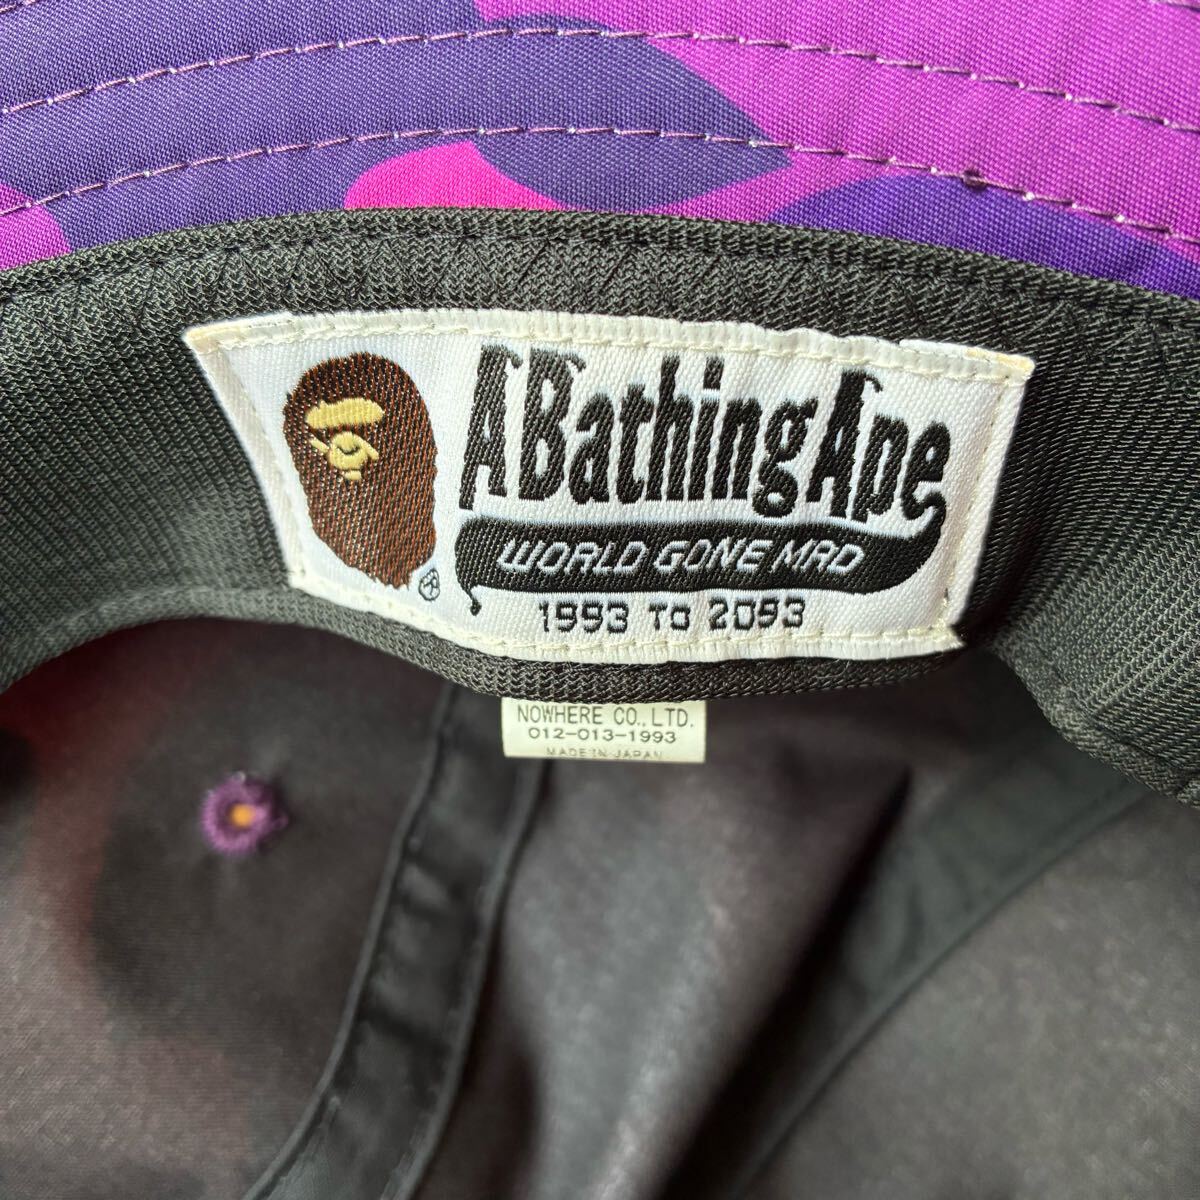 A Bathing Ape
WORLD GONE MAD
1993 TO 2093
NOWHERE CO., LTD.
012-013-1993
MADE IN JAPAN